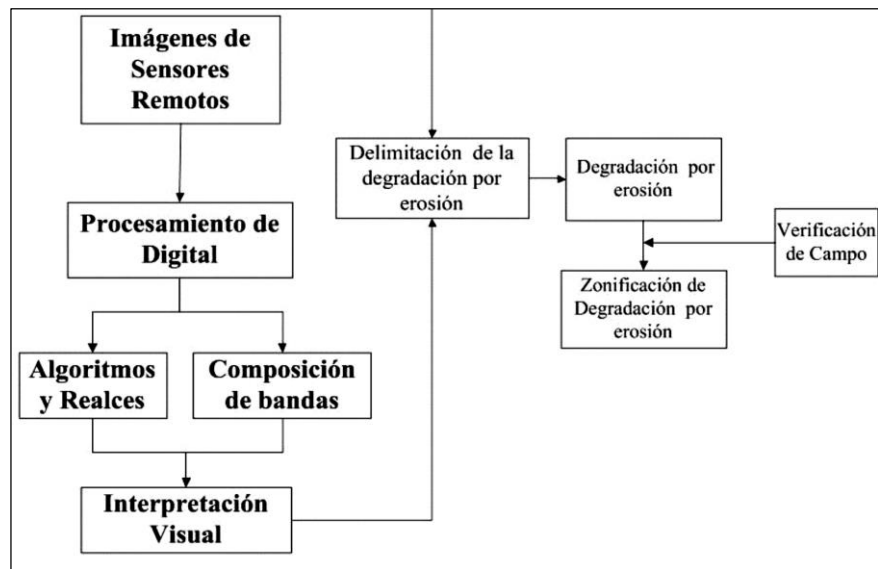 Imágenes de
Sensores
Remotos
Procesamiento de
Digital
Algoritmos
y Realces
Composición
de bandas
Interpretación
Visual
Delimitación de la
degradación por
erosión
Degradación por
erosión
Verificación
de Campo
Zonificación de
Degradación por
erosión